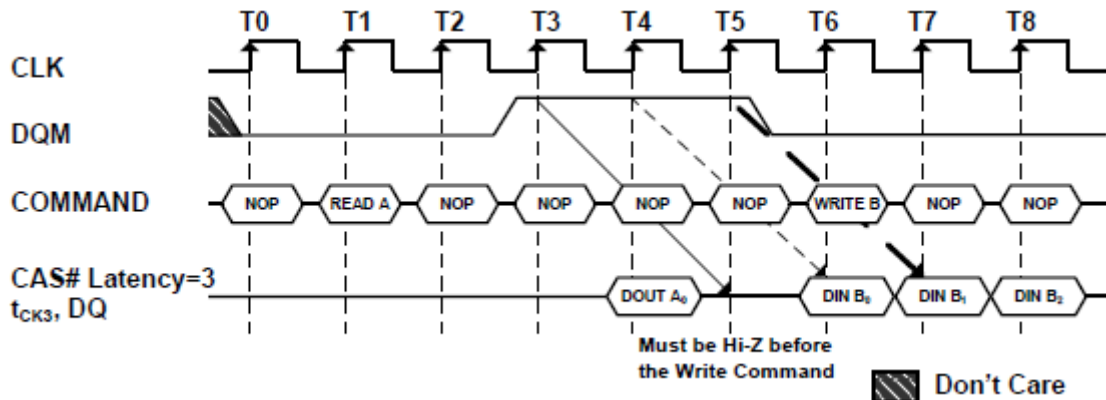 T0 T1 T2 T3 T4 T5 T6 T7 T8
CLK
DQM
COMMAND NOP READ A NOP NOP NOP NOP WRITE B NOP NOP
CAS# Latency=3
tCK3, DQ DOUT A0 DIN B0 DIN B1 DIN B2
Must be Hi-Z before
the Write Command
Don't Care